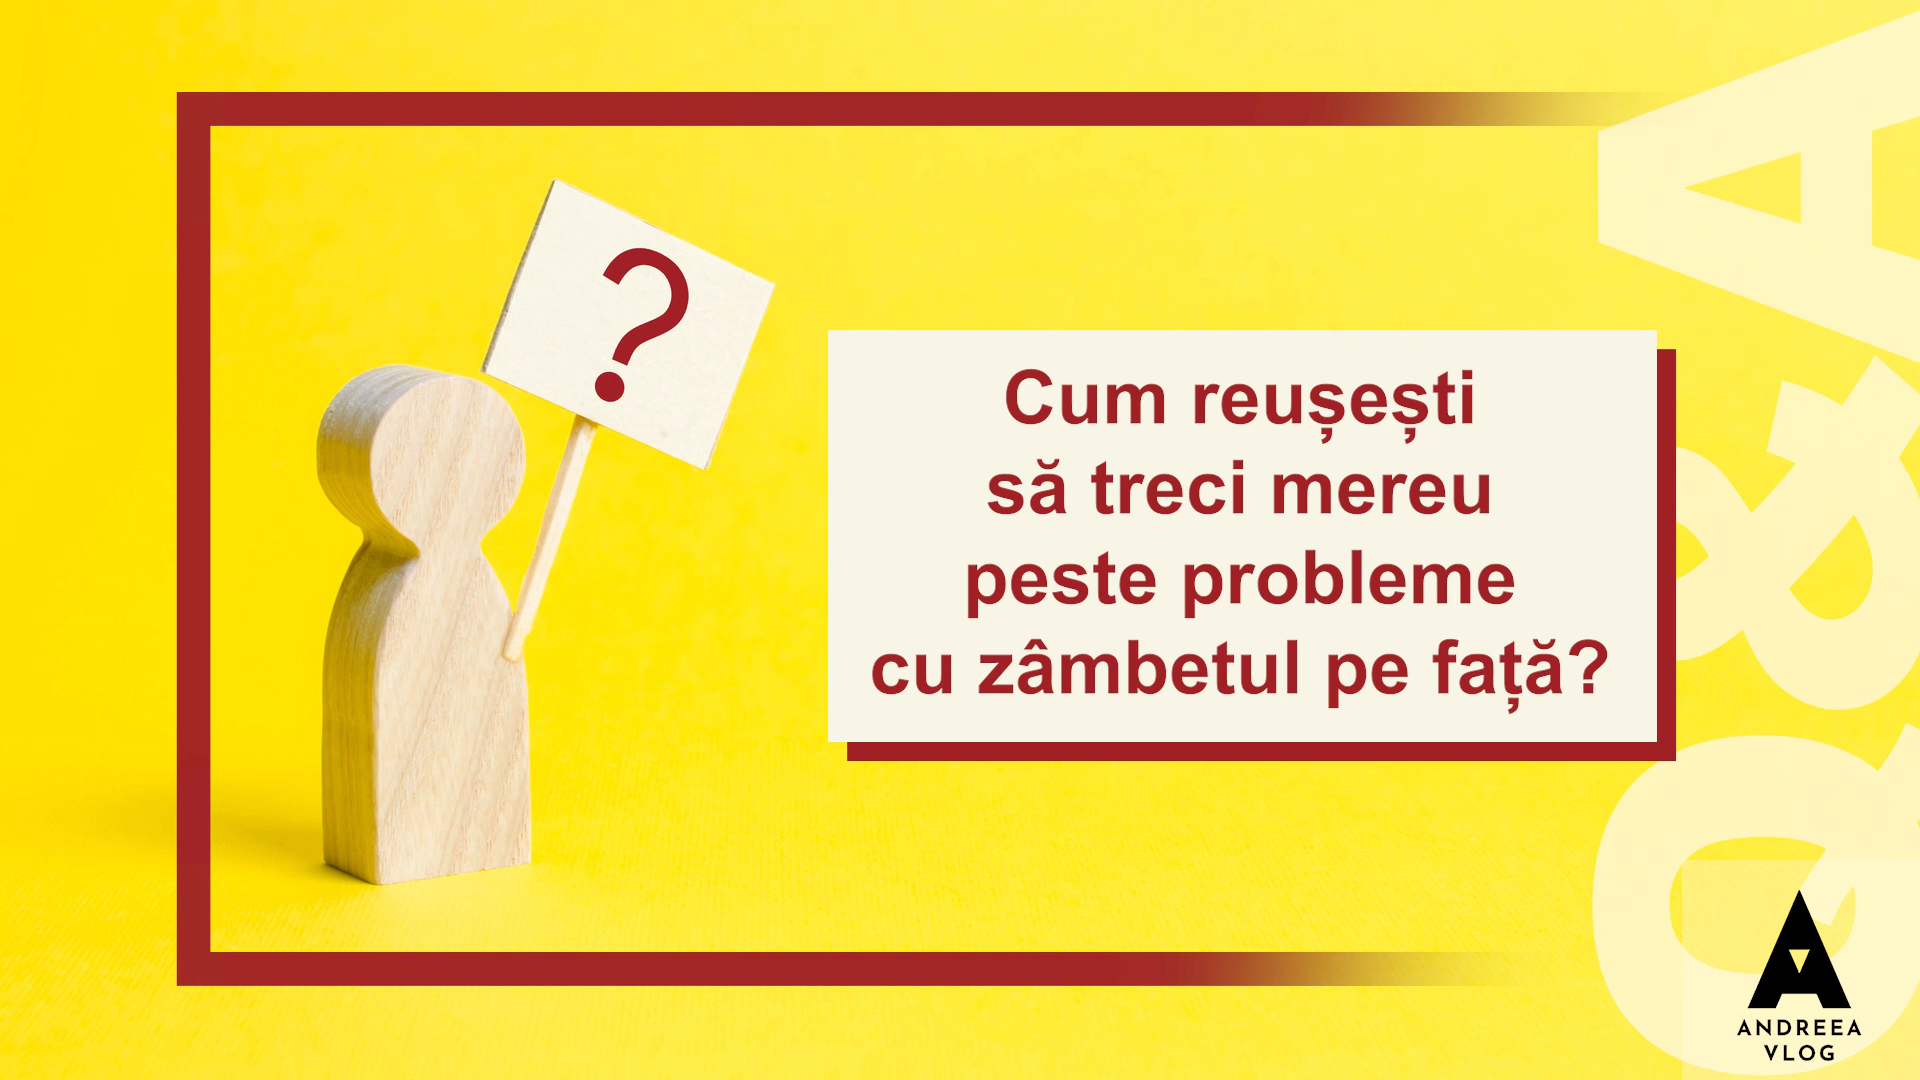 ?
Cum reușești
să treci mereu
peste probleme
cu zâmbetul pe față?
Q&A
ANDREEA
VLOG